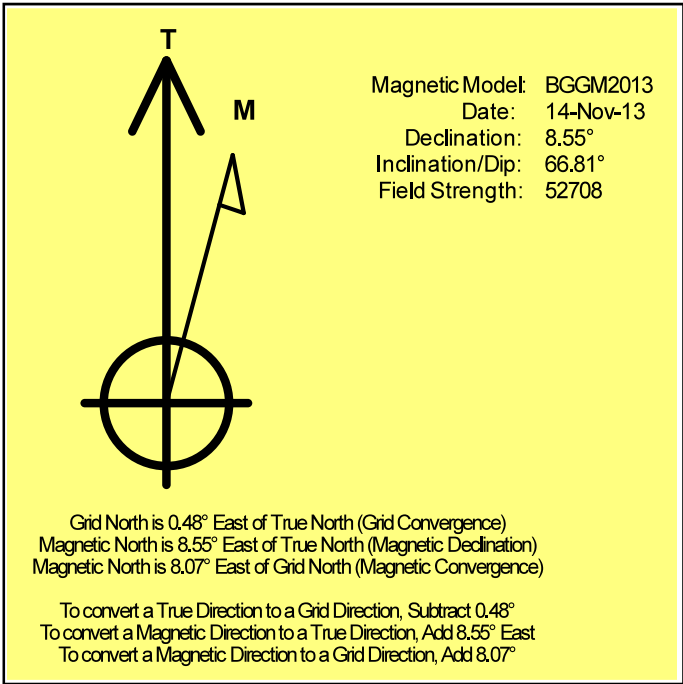 T
M
Magnetic Model: BGGM2013
Date: 14-Nov-13
Declination: 8.55°
Inclination/Dip: 66.81°
Field Strength: 52708
Grid North is 0.48° East of True North (Grid Convergence)
Magnetic North is 8.55° East of True North (Magnetic Declination)
Magnetic North is 8.07° East of Grid North (Magnetic Convergence)
To convert a True Direction to a Grid Direction, Subtract 0.48°
To convert a Magnetic Direction to a True Direction, Add 8.55° East
To convert a Magnetic Direction to a Grid Direction, Add 8.07°